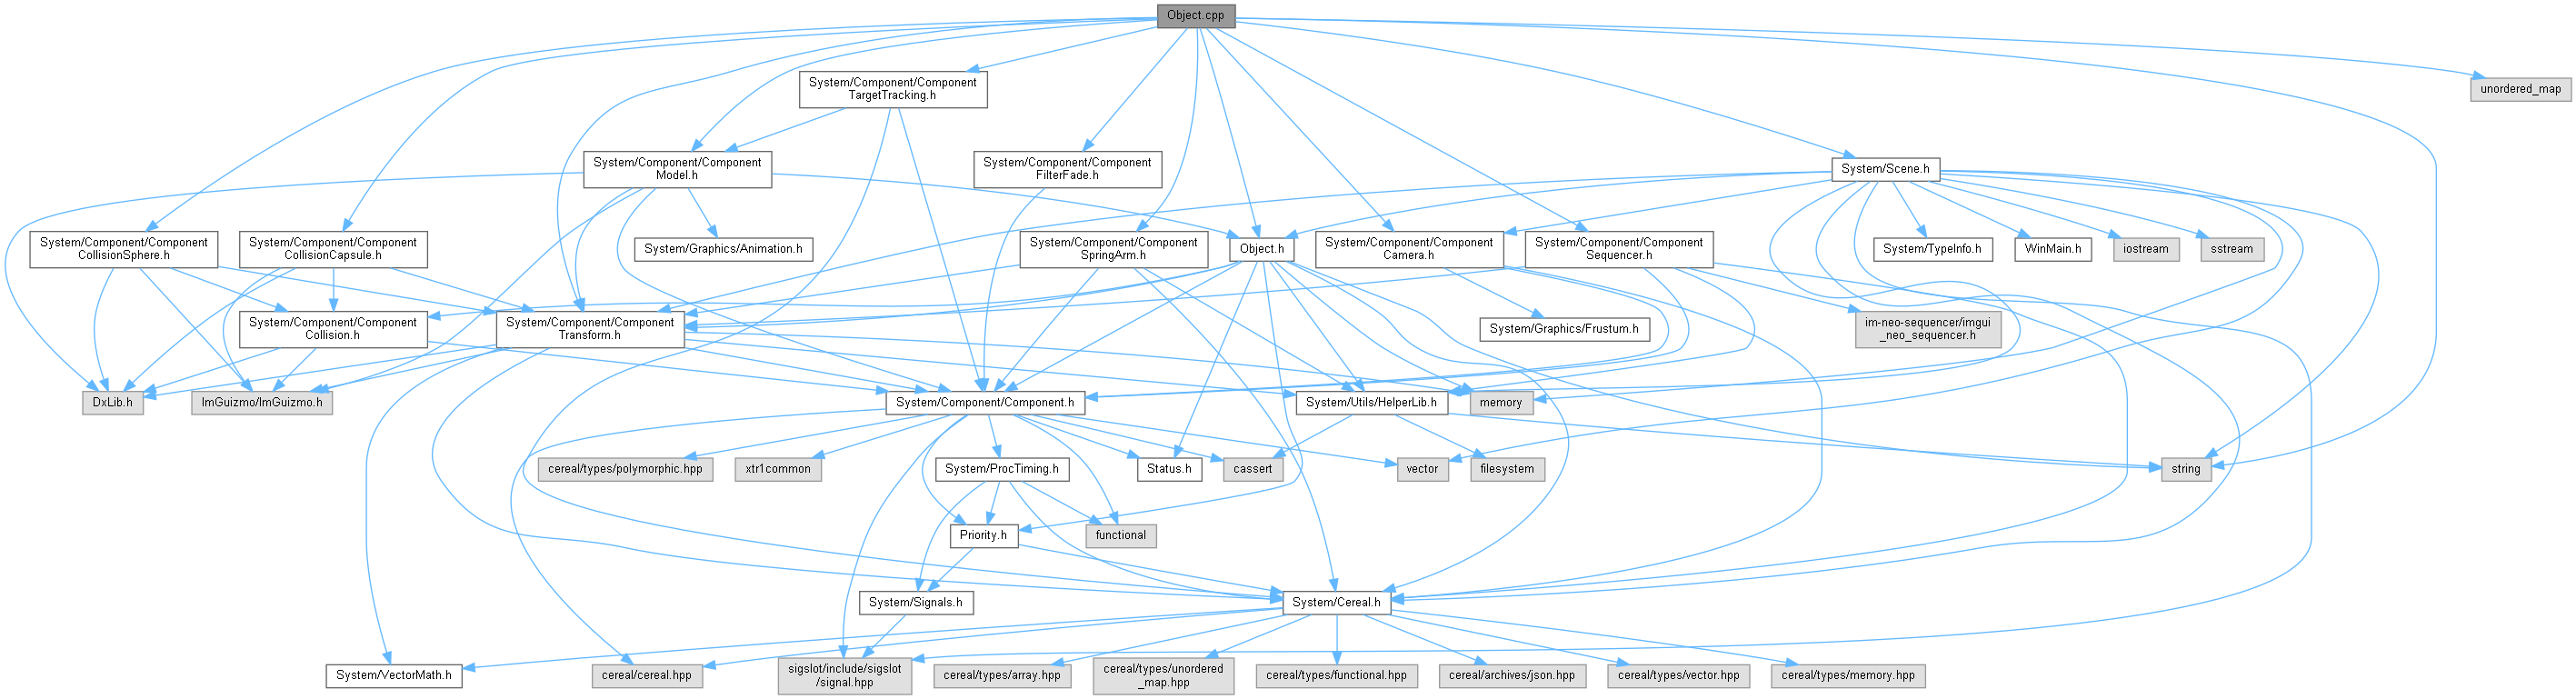 Object.cpp
System/Component/Component
TargetTracking.h
unordered_map
System/Component/Component
Model.h
System/Component/Component
FilterFade.h
System/Scene.h
System/Component/Component
CollisionSphere.h
System/Component/Component
CollisionCapsule.h
System/Graphics/Animation.h
System/Component/Component
SpringArm.h
Object.h
System/Component/Component
Camera.h
System/Component/Component
Sequencer.h
System/TypeInfo.h
WinMain.h
iostream
sstream
System/Component/Component
Collision.h
System/Component/Component
Transform.h
System/Graphics/Frustum.h
im-neo-sequencer/imgui
_neo_sequencer.h
DxLib.h
ImGuizmo/ImGuizmo.h
System/Component/Component.h
System/Utils/HelperLib.h
memory
cereal/types/polymorphic.hpp
xtr1common
System/ProcTiming.h
Status.h
cassert
vector
filesystem
string
Priority.h
functional
System/Signals.h
System/Cereal.h
System/VectorMath.h
cereal/cereal.hpp
sigslot/include/sigslot
/signal.hpp
cereal/types/array.hpp
cereal/types/unordered
_map.hpp
cereal/types/functional.hpp
cereal/archives/json.hpp
cereal/types/vector.hpp
cereal/types/memory.hpp